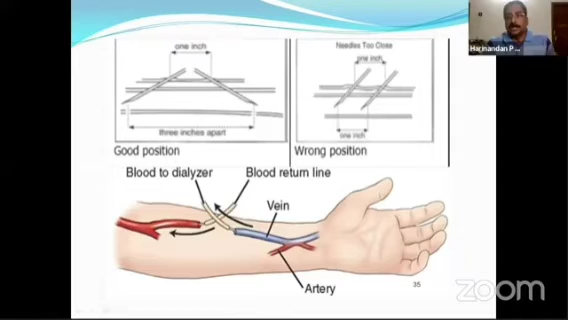 one inch
three inches apart
Good position
Needles Too Close
one inch
one inch
Wrong position
Blood to dialyzer
Blood return line
Vein
Artery
35
Harinandan P...
zoom